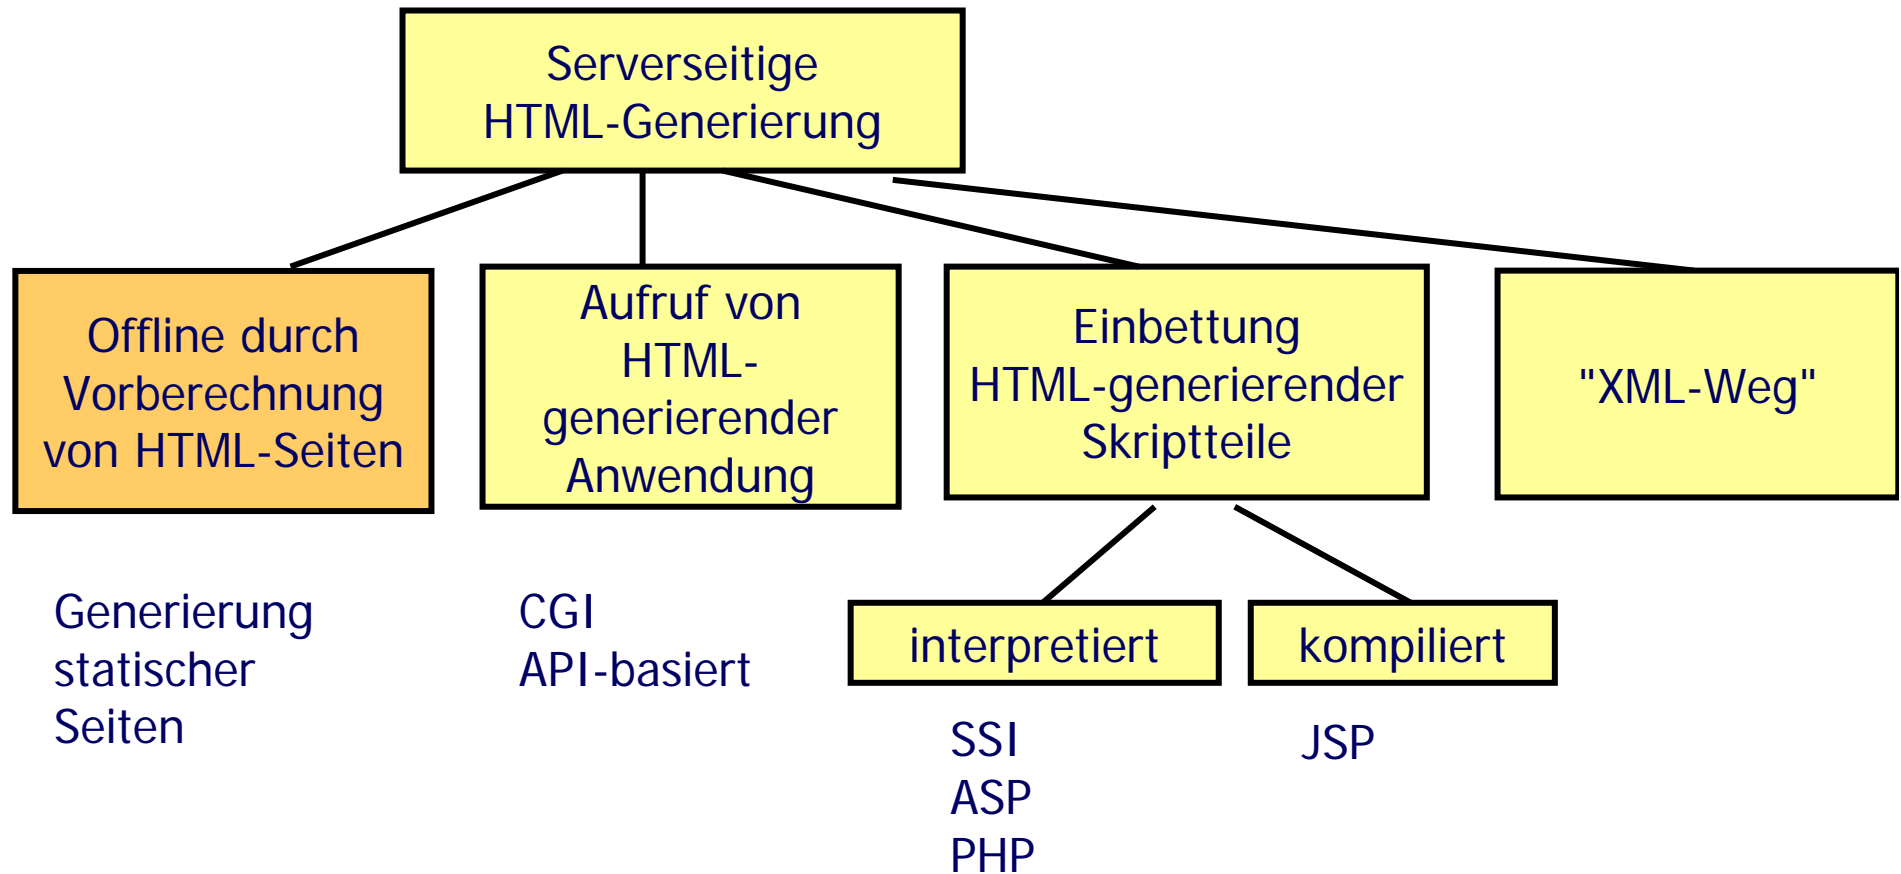 Serverseitige
HTML-Generierung
Offline durch
Vorberechnung
von HTML-Seiten
Aufruf von
HTML-
generierender
Anwendung
Einbettung
HTML-generierender
Skriptteile
"XML-Weg"
Generierung
statischer
Seiten
CGI
API-basiert
interpretiert
kompiliert
SSI
ASP
PHP
JSP